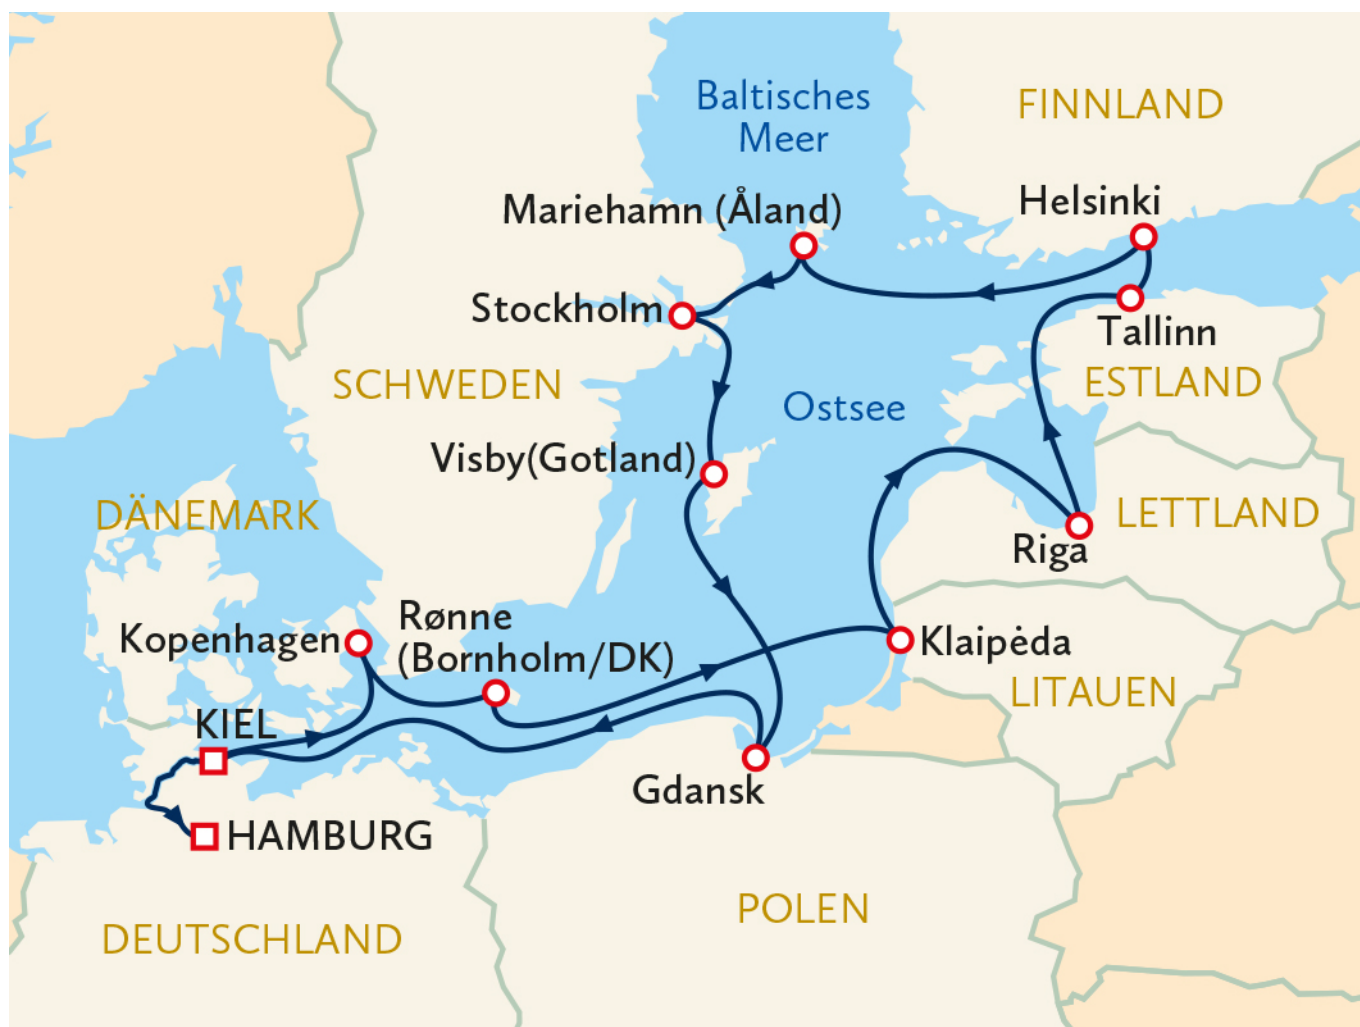 Baltisches
Meer
FINNLAND
Mariehamn (Åland)
Helsinki
Stockholm
Tallinn
SCHWEDEN
ESTLAND
Ostsee
Visby(Gotland)
DÄNEMARK
LETTLAND
Riga
Rønne
(Bornholm/DK)
Kopenhagen
Klaipėda
LITAUEN
KIEL
Gdansk
HAMBURG
POLEN
DEUTSCHLAND